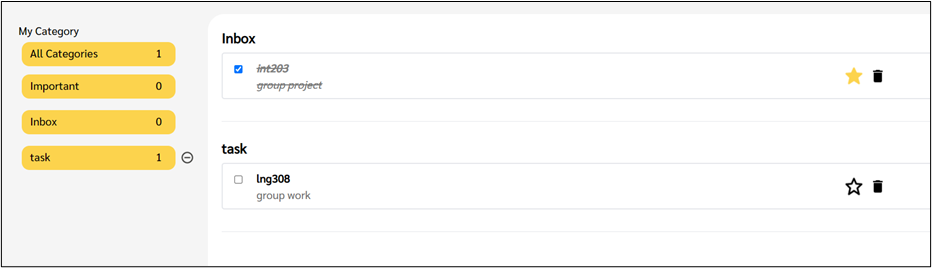 My Category
All Categories 1
Important 0
Inbox 0
task 1
Inbox
int203
group project
task
lng308
group work